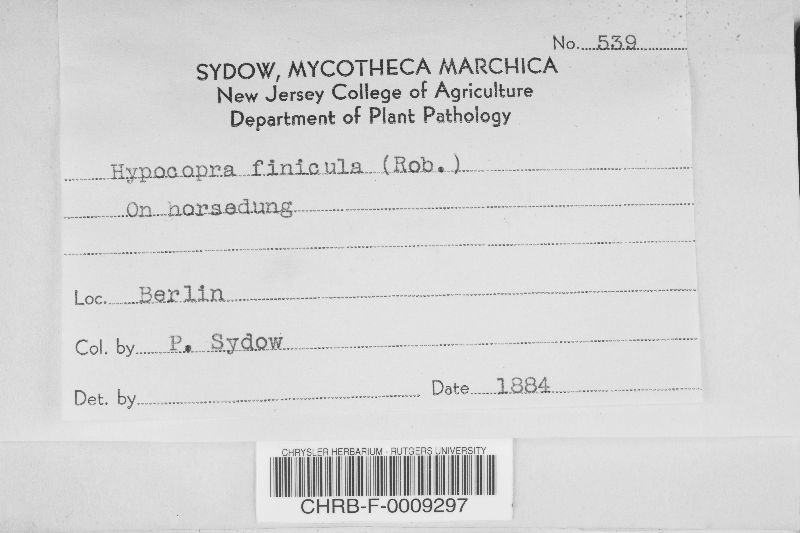 No. 539
SYDOW, MYCOTHECA MARCHICA
New Jersey College of Agriculture
Department of Plant Pathology
Hypocopra finicula (Rob.)
On horsedung
Loc. Berlin
Col. by P. Sydow
Det. by
Date 1884
CHRYSLER HERBARIUM - RUTGERS UNIVERSITY
CHRB-F-0009297